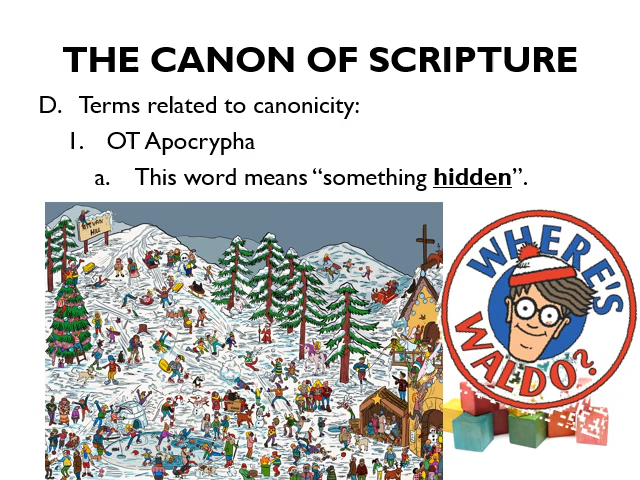 THE CANON OF SCRIPTURE
D. Terms related to canonicity:
1. OT Apocrypha
a. This word means “something hidden”.
WHERE'S
WALDO?